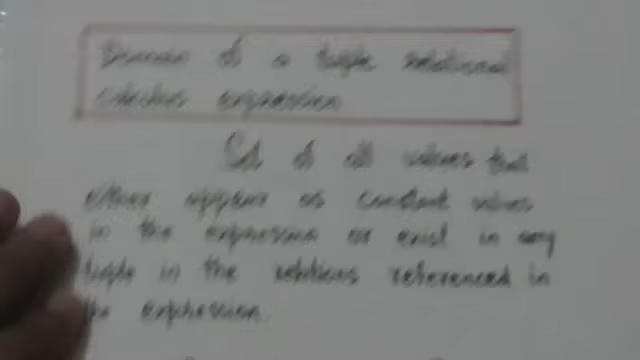 Domain of a tuple relational
calculus expression
Set of all values that
either appear as constant values
in the expression or exist in any
tuple in the relations referenced in
the expression.